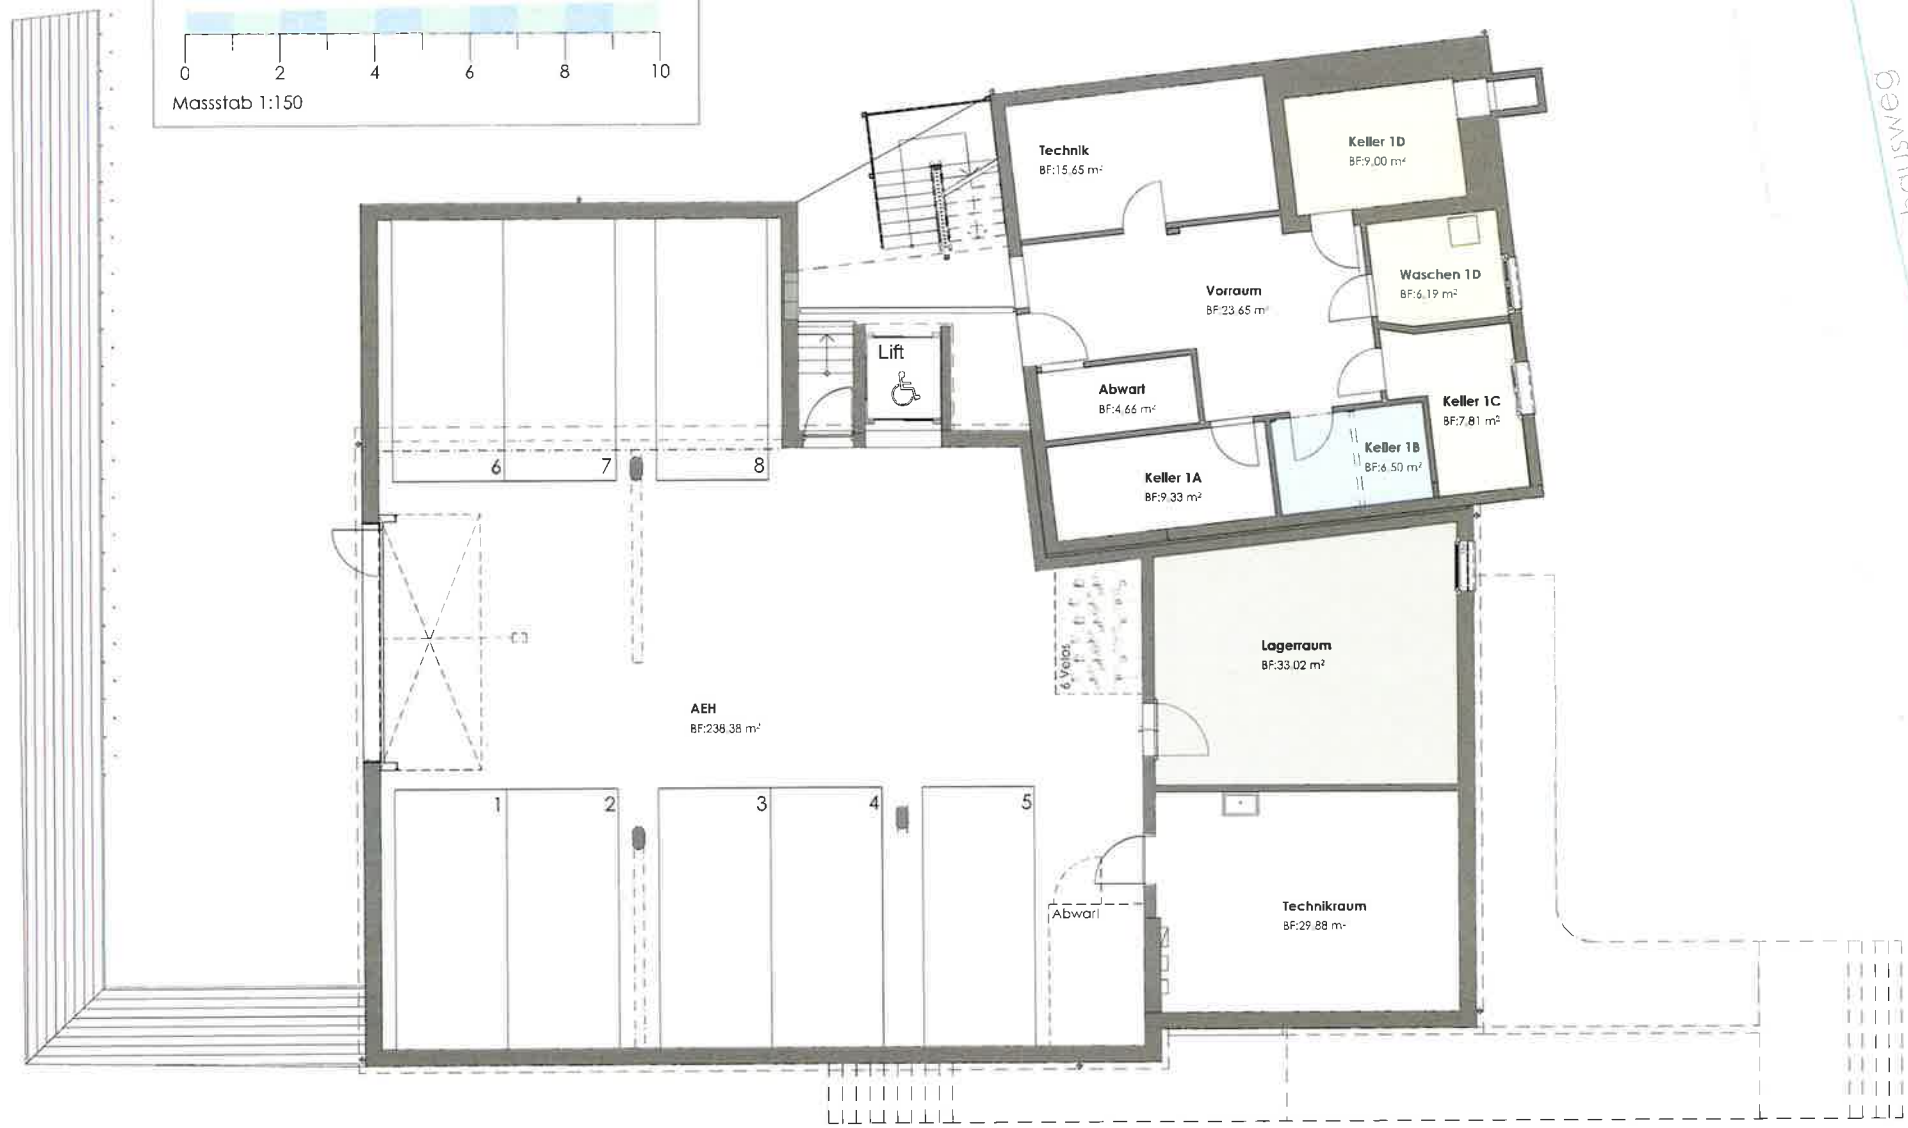 0 2 4 6 8 10
Massstab 1:150
Technik
BF:15,65 m²
Keller 1D
BF:9,00 m²
Waschen 1D
BF:6,19 m²
Vorraum
BF:23,65 m²
Lift
Abwart
BF:4,66 m²
Keller 1C
BF:7,81 m²
Keller 1B
BF:6,50 m²
Keller 1A
BF:9,33 m²
6 7 8
Lagerraum
BF:33,02 m²
6 Velos
AEH
BF:238,38 m²
1 2 3 4 5
Abwart
Technikraum
BF:29,88 m²